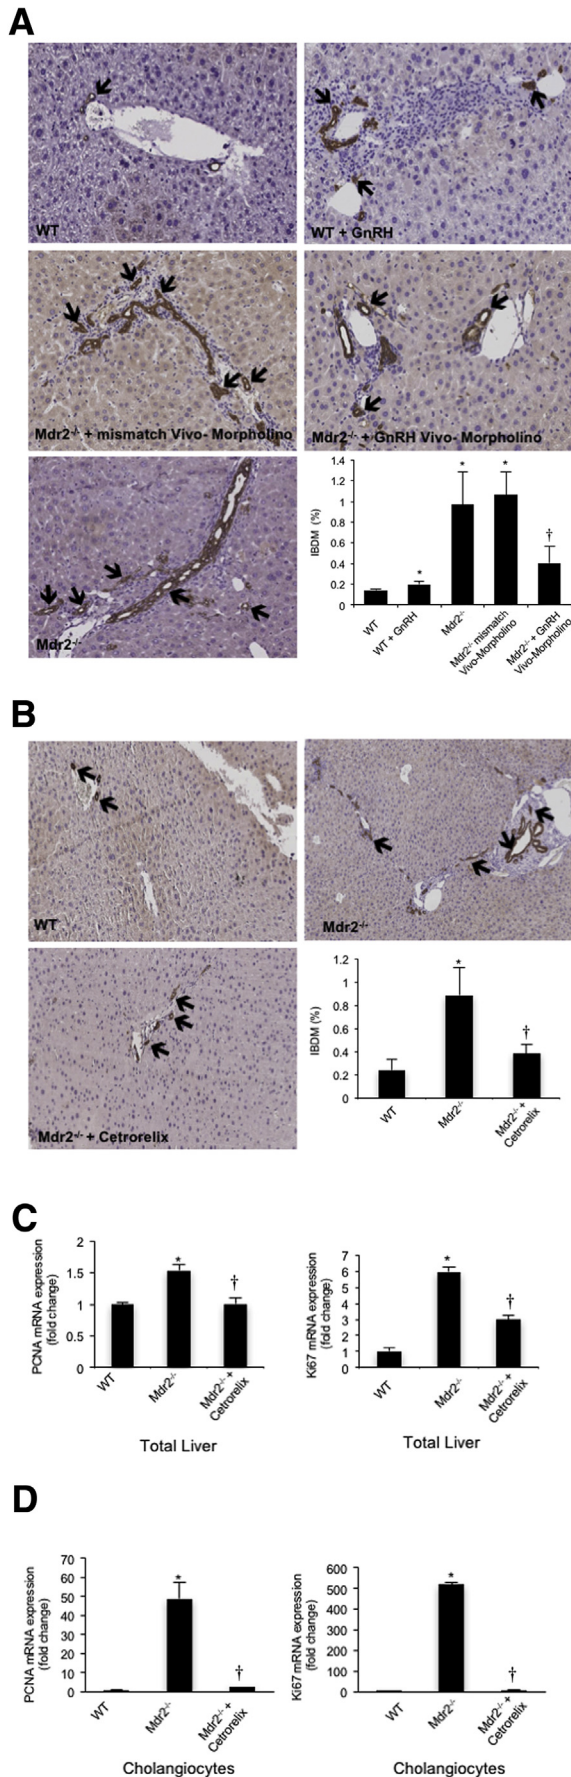 A
WT
WT + GnRH
Mdr2-/- + mismatch Vivo- Morpholino
Mdr2-/- + GnRH Vivo- Morpholino
Mdr2-/-
IBDM (%)
1.4
1.2
1
0.8
0.6
0.4
0.2
0
*
*
*
†
WT
WT + GnRH
Mdr2-/-
Mdr2-/- mismatch
Vivo-Morpholino
Mdr2-/- + GnRH
Vivo-Morpholino
B
WT
Mdr2-/-
Mdr2-/- + Cetrorelix
IBDM (%)
1.2
1
0.8
0.6
0.4
0.2
0
*
†
WT
Mdr2-/-
Mdr2-/- +
Cetrorelix
C
PCNA mRNA expression
(fold change)
2
1.5
1
0.5
0
*
†
WT
Mdr2-/-
Mdr2-/- +
Cetrorelix
Total Liver
Ki67 mRNA expression
(fold change)
7
6
5
4
3
2
1
0
*
†
WT
Mdr2-/-
Mdr2-/- +
Cetrorelix
Total Liver
D
PCNA mRNA expression
(fold change)
70
60
50
40
30
20
10
0
*
†
WT
Mdr2-/-
Mdr2-/- +
Cetrorelix
Cholangiocytes
Ki67 mRNA expression
(fold change)
600
500
400
300
200
100
0
*
†
WT
Mdr2-/-
Mdr2-/- +
Cetrorelix
Cholangiocytes